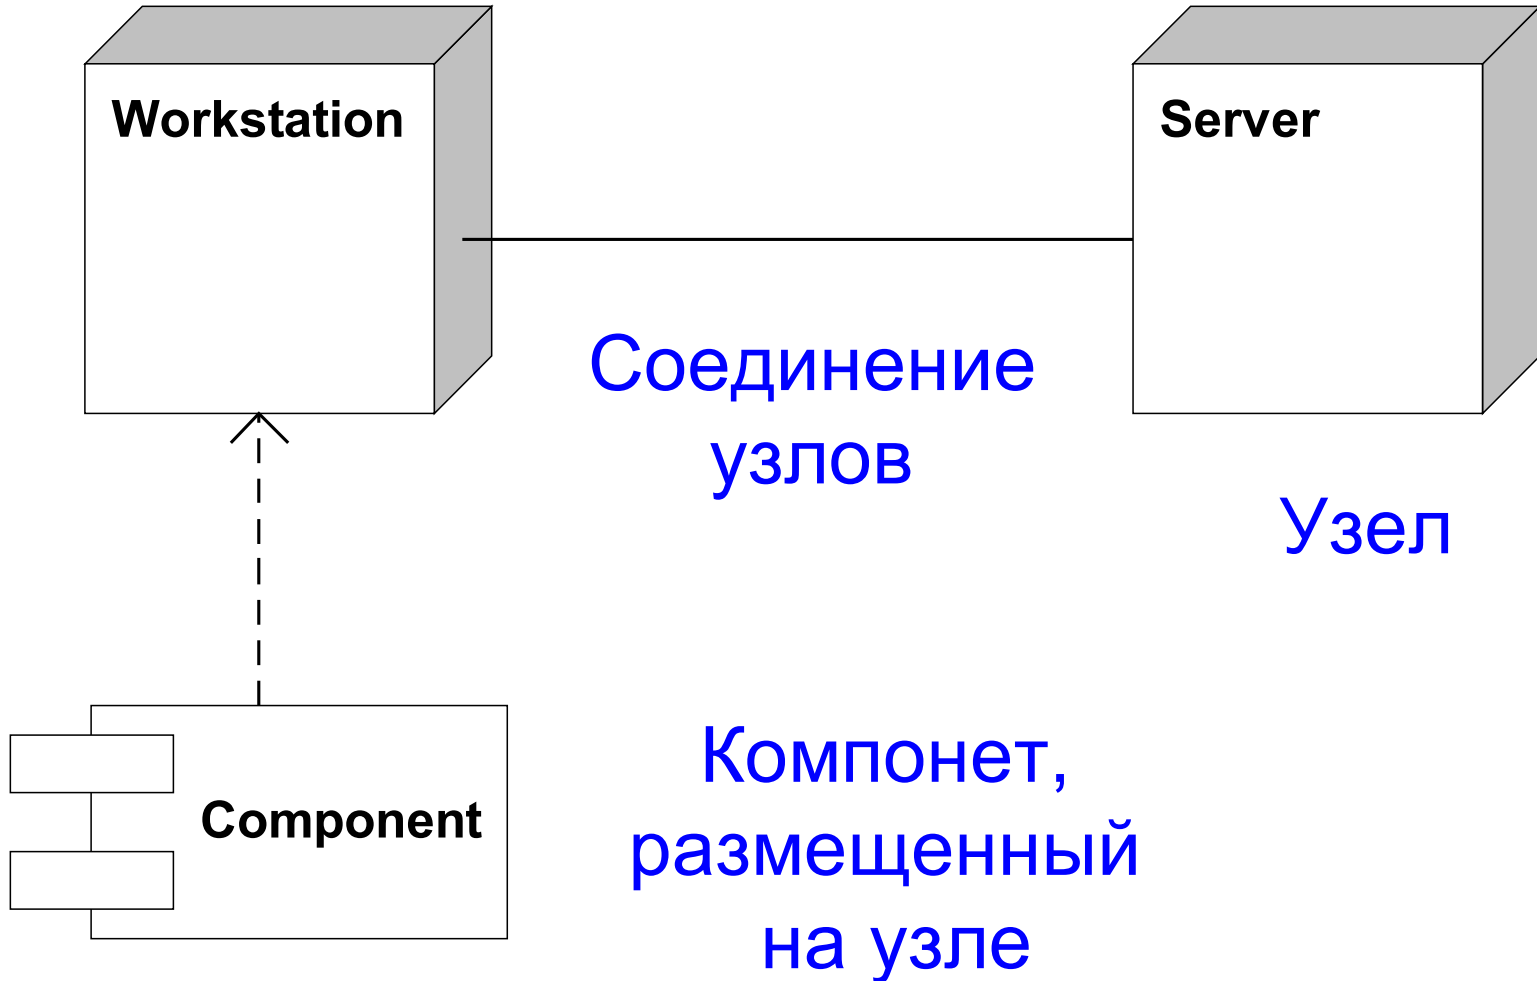 Workstation
Server
Соединение
узлов
Узел
Component
Компонет,
размещенный
на узле